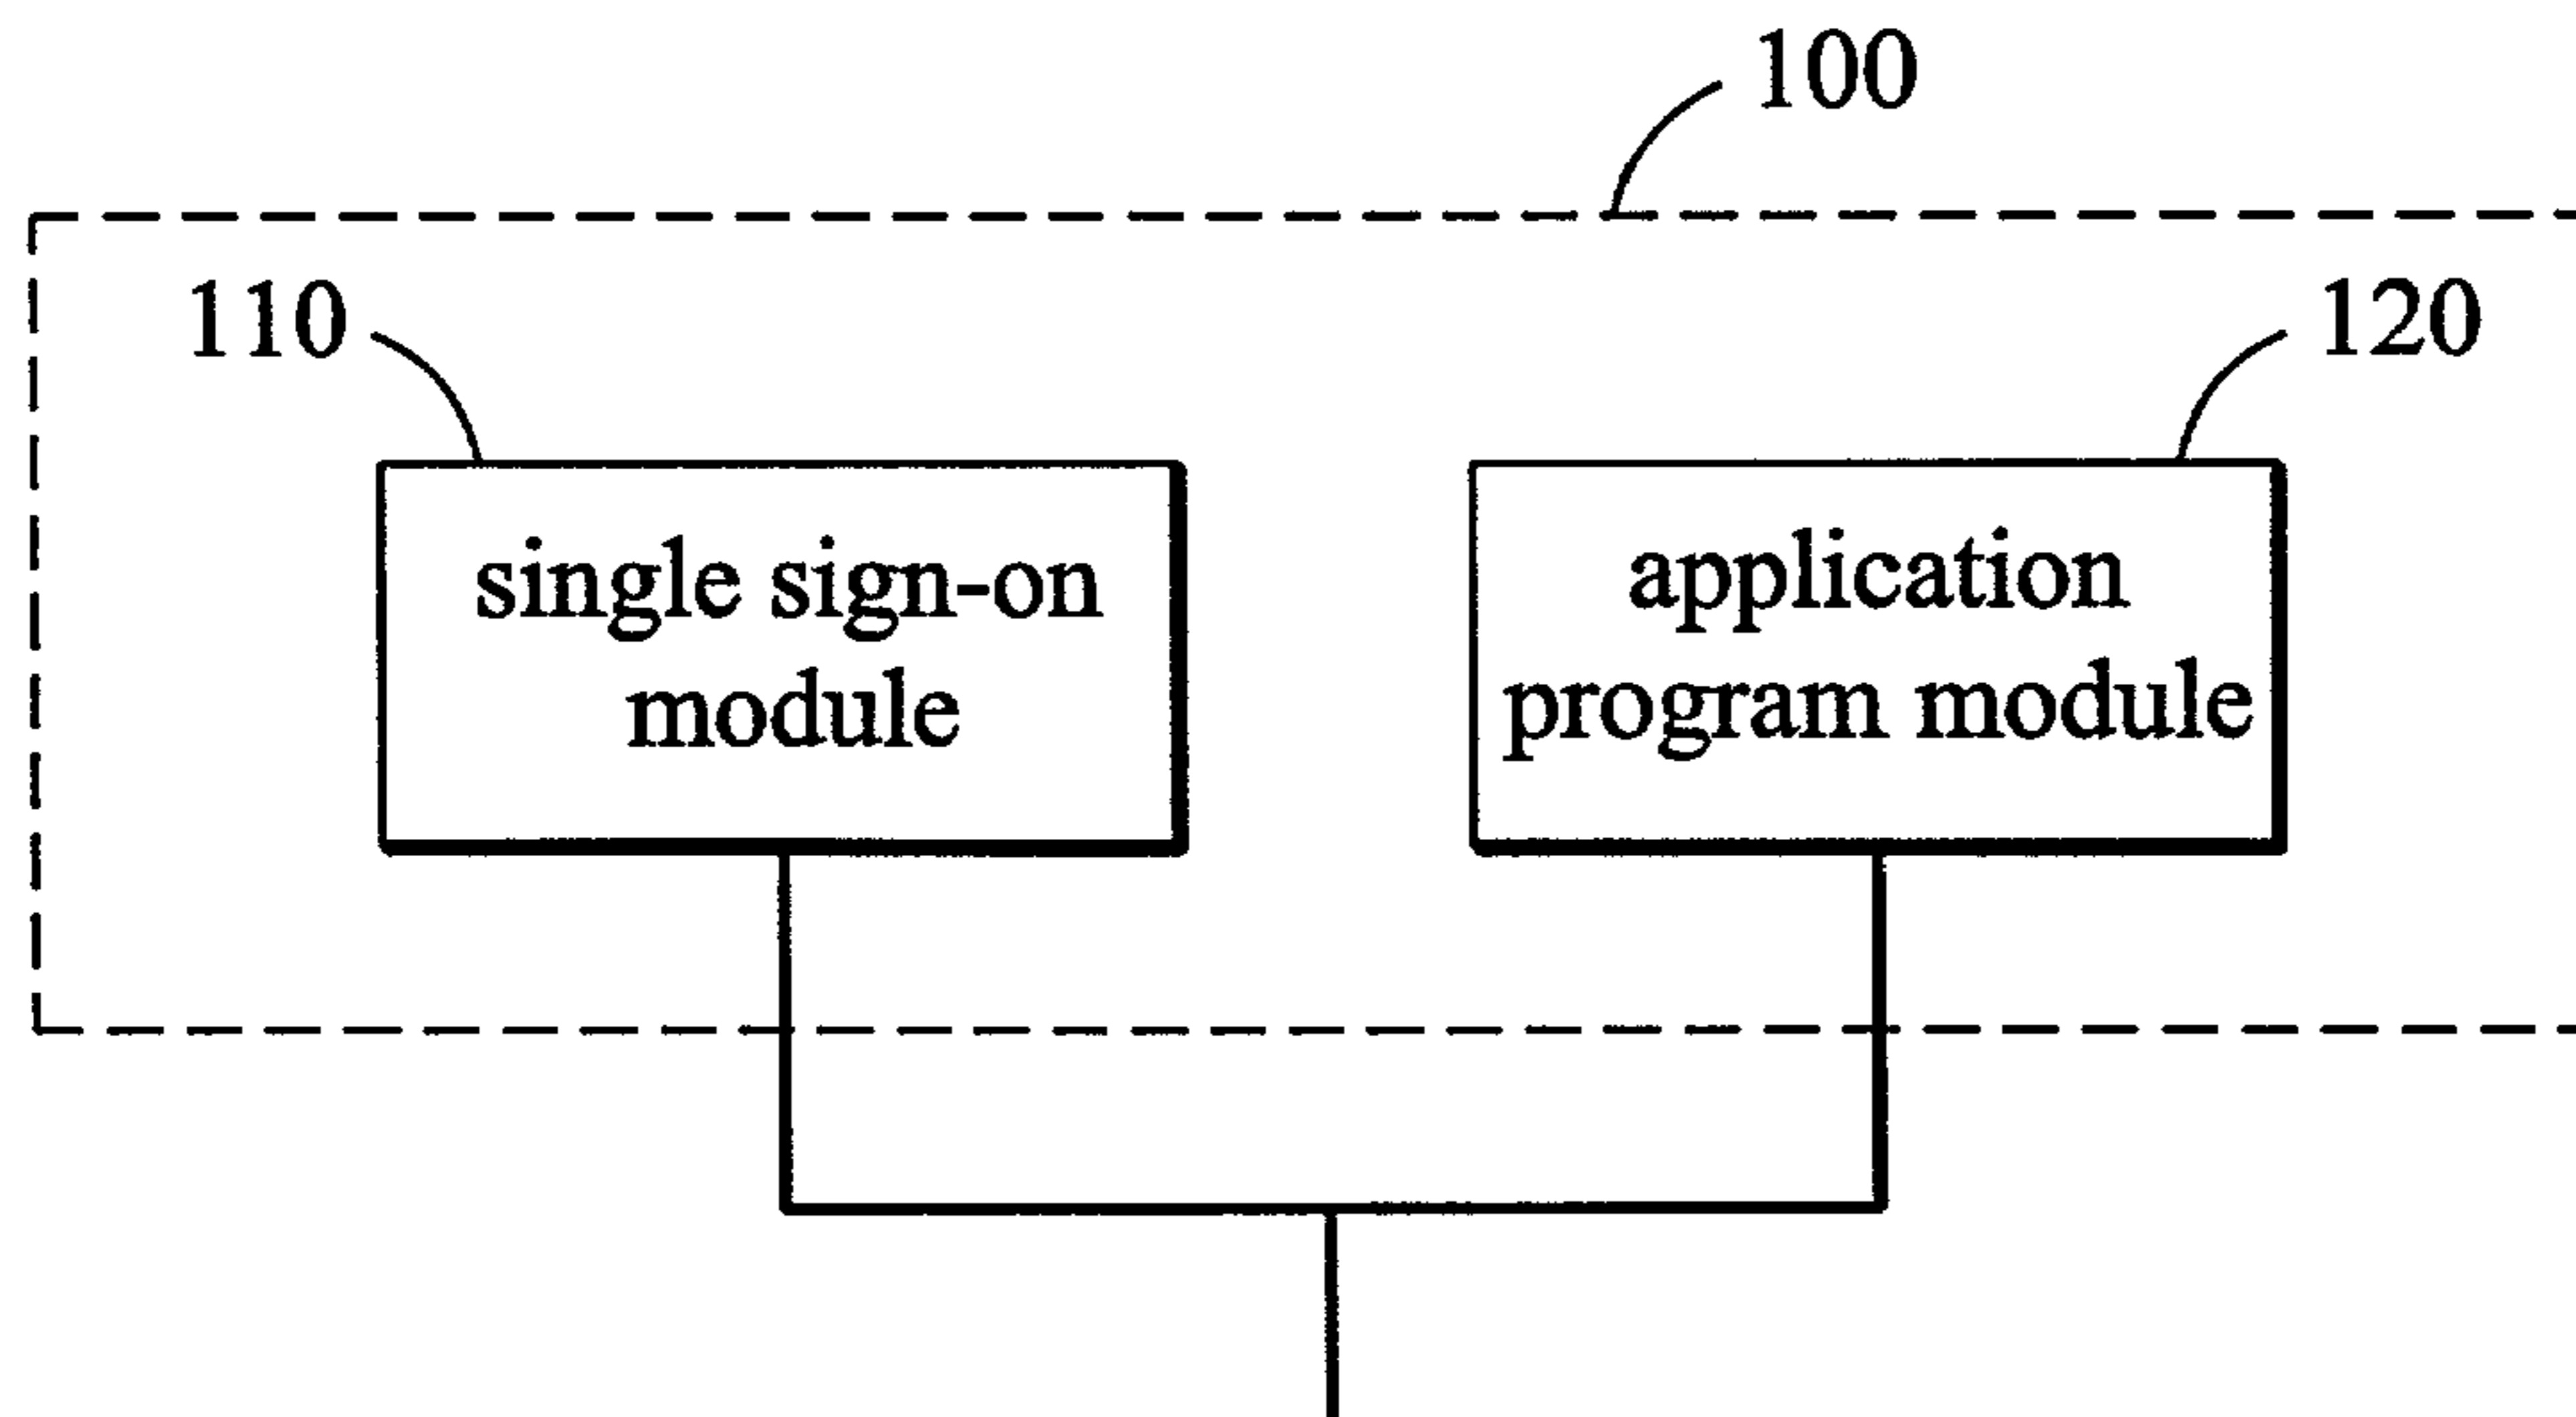 100
110
120
single sign-on
module
application
program module